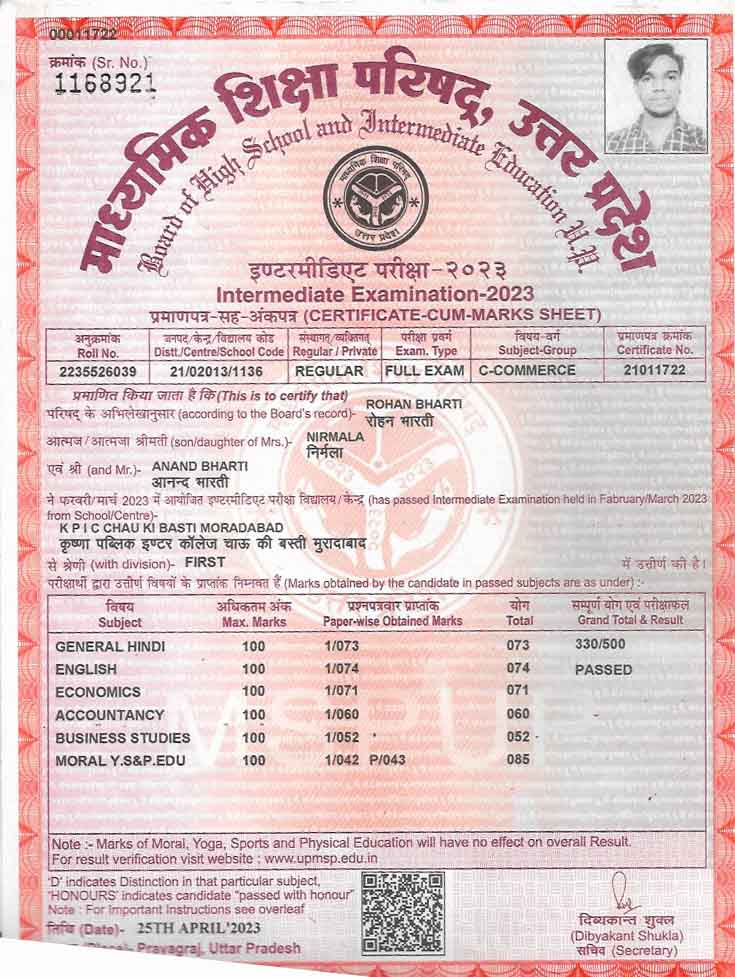 00011722
क्रमांक (Sr. No.)
1168921
माध्यमिक शिक्षा परिषद्, उत्तर प्रदेश
Board of High School and Intermediate Education U.P.
माध्यमिक शिक्षा परिषद्
उत्तर प्रदेश
इण्टरमीडिएट परीक्षा-२०२३
Intermediate Examination-2023
प्रमाणपत्र-सह-अंकपत्र (CERTIFICATE-CUM-MARKS SHEET)
अनुक्रमांक जनपद/केन्द्र/विद्यालय कोड संस्थागत/व्यक्तिगत परीक्षा प्रवर्ग विषय-वर्ग प्रमाणपत्र क्रमांक
Roll No. Distt./Centre/School Code Regular / Private Exam. Type Subject-Group Certificate No.
2235526039 21/02013/1136 REGULAR FULL EXAM C-COMMERCE 21011722
प्रमाणित किया जाता है कि (This is to certify that)
परिषद के अभिलेखानुसार (according to the Board's record)- ROHAN BHARTI
रोहन भारती
आत्मज/आत्मजा श्रीमती (son/daughter of Mrs.)- NIRMALA
निर्मला
एवं श्री (and Mr.)- ANAND BHARTI
आनन्द भारती
ने फरवरी/मार्च 2023 में आयोजित इण्टरमीडिएट परीक्षा विद्यालय/केन्द्र (has passed Intermediate Examination held in Fabruary/March 2023
from School/Centre)-
K P I C CHAU KI BASTI MORADABAD
कृष्णा पब्लिक इण्टर कॉलेज चाऊ की बस्ती मुरादाबाद
से श्रेणी (with division)- FIRST में उत्तीर्ण की है।
परीक्षार्थी द्वारा उत्तीर्ण विषयों के प्राप्तांक निम्नवत हैं (Marks obtained by the candidate in passed subjects are as under) :-
विषय अधिकतम अंक प्रश्नपत्रवार प्राप्तांक योग सम्पूर्ण योग एवं परीक्षाफल
Subject Max. Marks Paper-wise Obtained Marks Total Grand Total & Result
GENERAL HINDI 100 1/073 073 330/500
ENGLISH 100 1/074 074 PASSED
ECONOMICS 100 1/071 071
ACCOUNTANCY 100 1/060 060
BUSINESS STUDIES 100 1/052 052
MORAL Y.S&P.EDU 100 1/042 P/043 085
MSPUP
Note :- Marks of Moral, Yoga, Sports and Physical Education will have no effect on overall Result.
For result verification visit website : www.upmsp.edu.in
'D' indicates Distinction in that particular subject,
'HONOURS' indicates candidate "passed with honour"
Note : For Important Instructions see overleaf
तिथि (Date)- 25TH APRIL'2023
Prayagraj, Uttar Pradesh
दिब्यकान्त शुक्ल
(Dibyakant Shukla)
सचिव (Secretary)